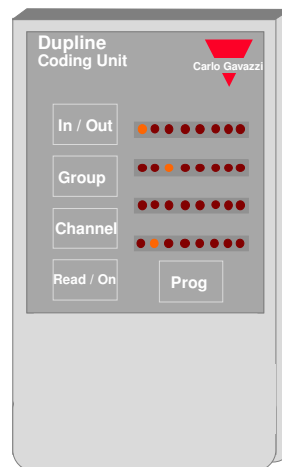 Dupline
Coding Unit
Carlo Gavazzi
In / Out
Group
Channel
Read / On
Prog